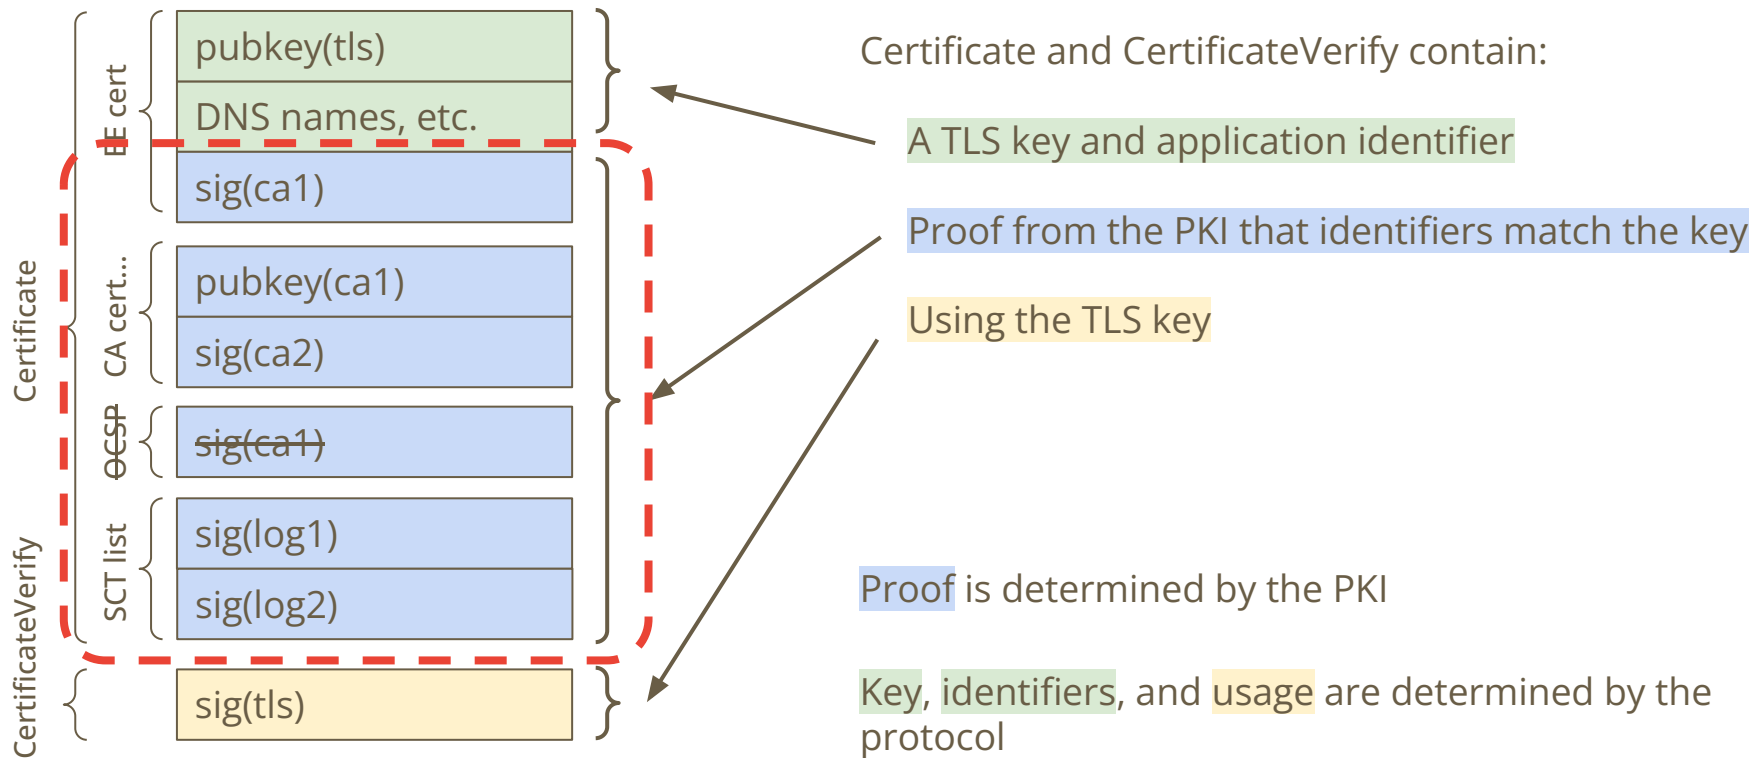 Certificate
CertificateVerify
EE cert
pubkey(tls)
DNS names, etc.
sig(ca1)
CA cert...
pubkey(ca1)
sig(ca2)
OCSP
sig(ca1)
SCT list
sig(log1)
sig(log2)
sig(tls)
Certificate and CertificateVerify contain:
A TLS key and application identifier
Proof from the PKI that identifiers match the key
Using the TLS key
Proof is determined by the PKI
Key, identifiers, and usage are determined by the
protocol